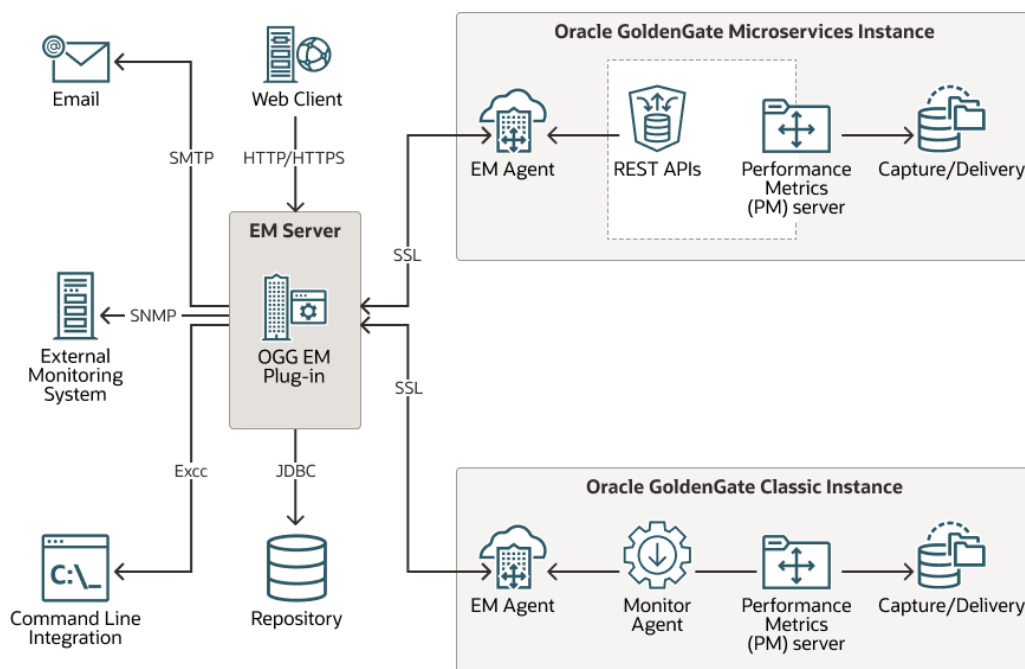 Oracle GoldenGate Microservices Instance
@
Email
Web Client
SMTP
HTTP/HTTPS
EM Agent
REST APIs
Performance
Metrics
(PM) server
Capture/Delivery
EM Server
SSL
OGG EM
Plug-in
SNMP
External
Monitoring
System
SSL
Excc
JDBC
Oracle GoldenGate Classic Instance
C:\_
Command Line
Integration
Repository
EM Agent
Monitor
Agent
Performance
Metrics
(PM) server
Capture/Delivery